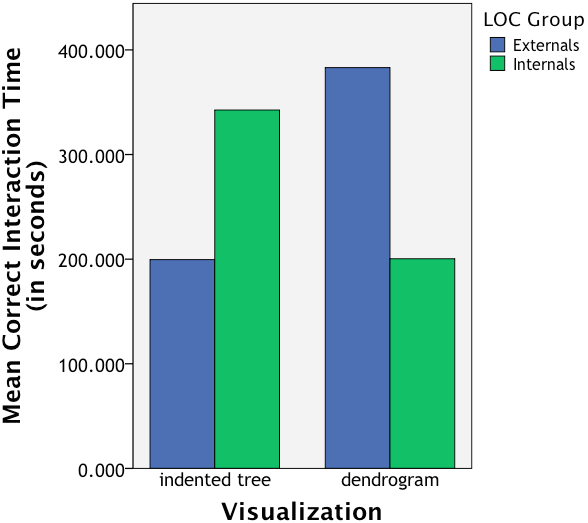 LOC Group
Externals
Internals
Mean Correct Interaction Time
(in seconds)
400.000
300.000
200.000
100.000
0.000
indented tree
dendrogram
Visualization